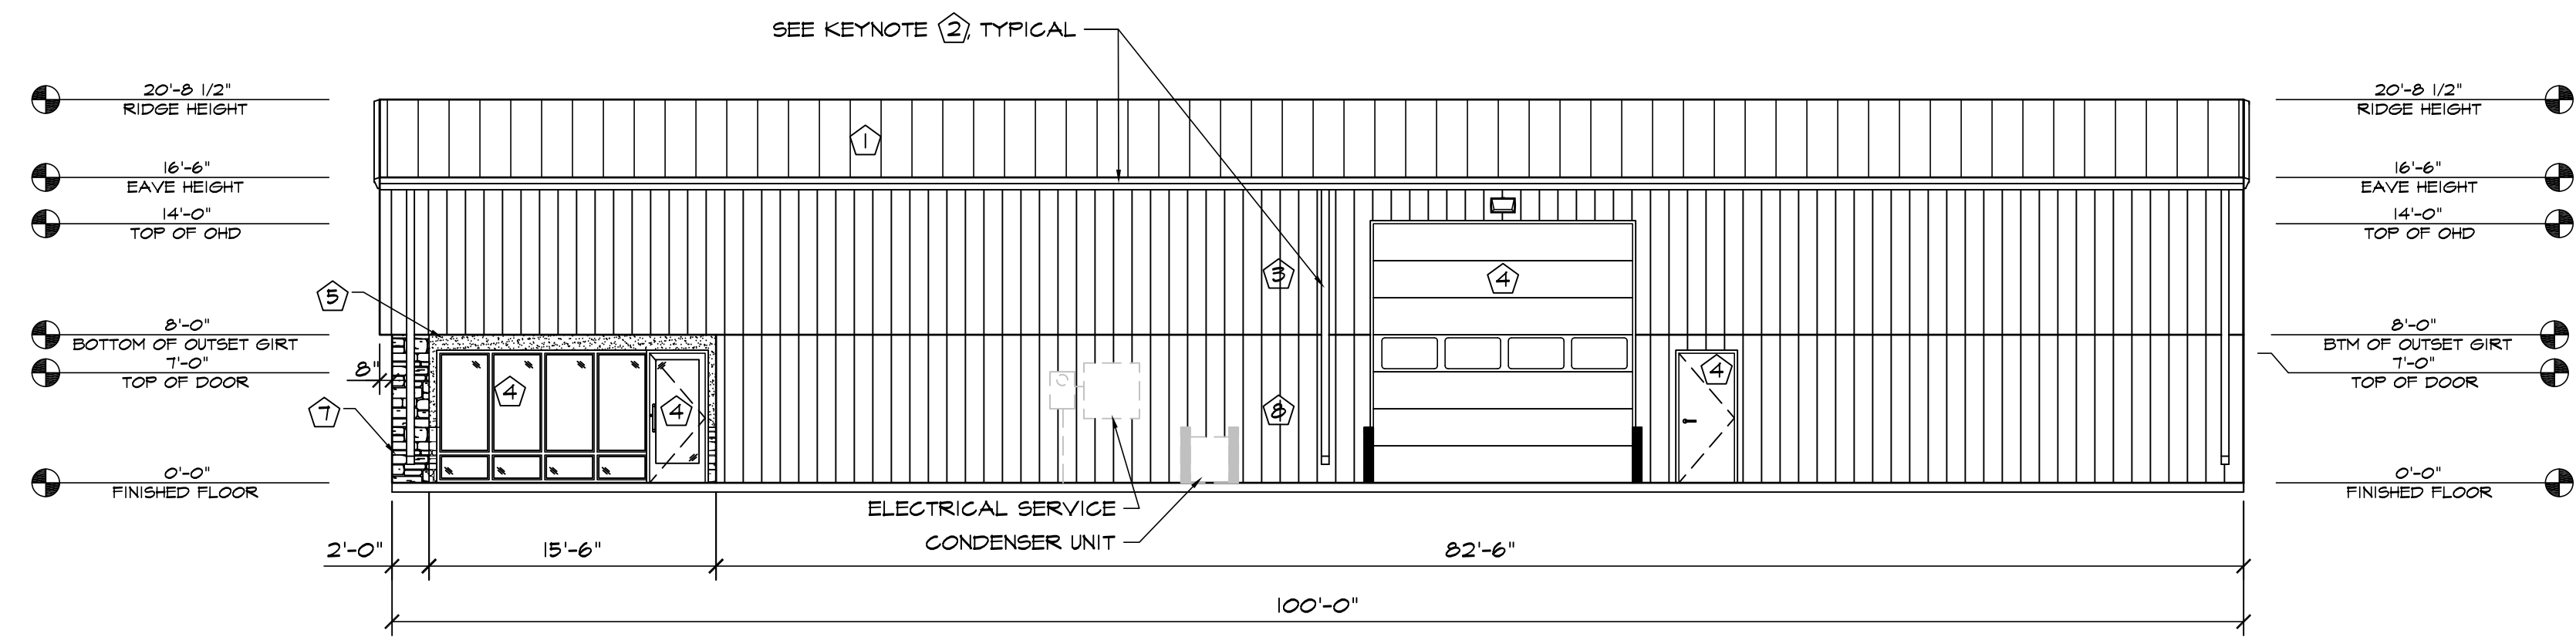 SEE KEYNOTE 2, TYPICAL
20'-8 1/2"
RIDGE HEIGHT
16'-6"
EAVE HEIGHT
14'-0"
TOP OF OHD
8'-0"
BOTTOM OF OUTSET GIRT
7'-0"
TOP OF DOOR
0'-0"
FINISHED FLOOR
5
8"
7
1
3
4
4
4
4
8
ELECTRICAL SERVICE
CONDENSER UNIT
20'-8 1/2"
RIDGE HEIGHT
16'-6"
EAVE HEIGHT
14'-0"
TOP OF OHD
8'-0"
BTM OF OUTSET GIRT
7'-0"
TOP OF DOOR
0'-0"
FINISHED FLOOR
2'-0"
15'-6"
82'-6"
100'-0"